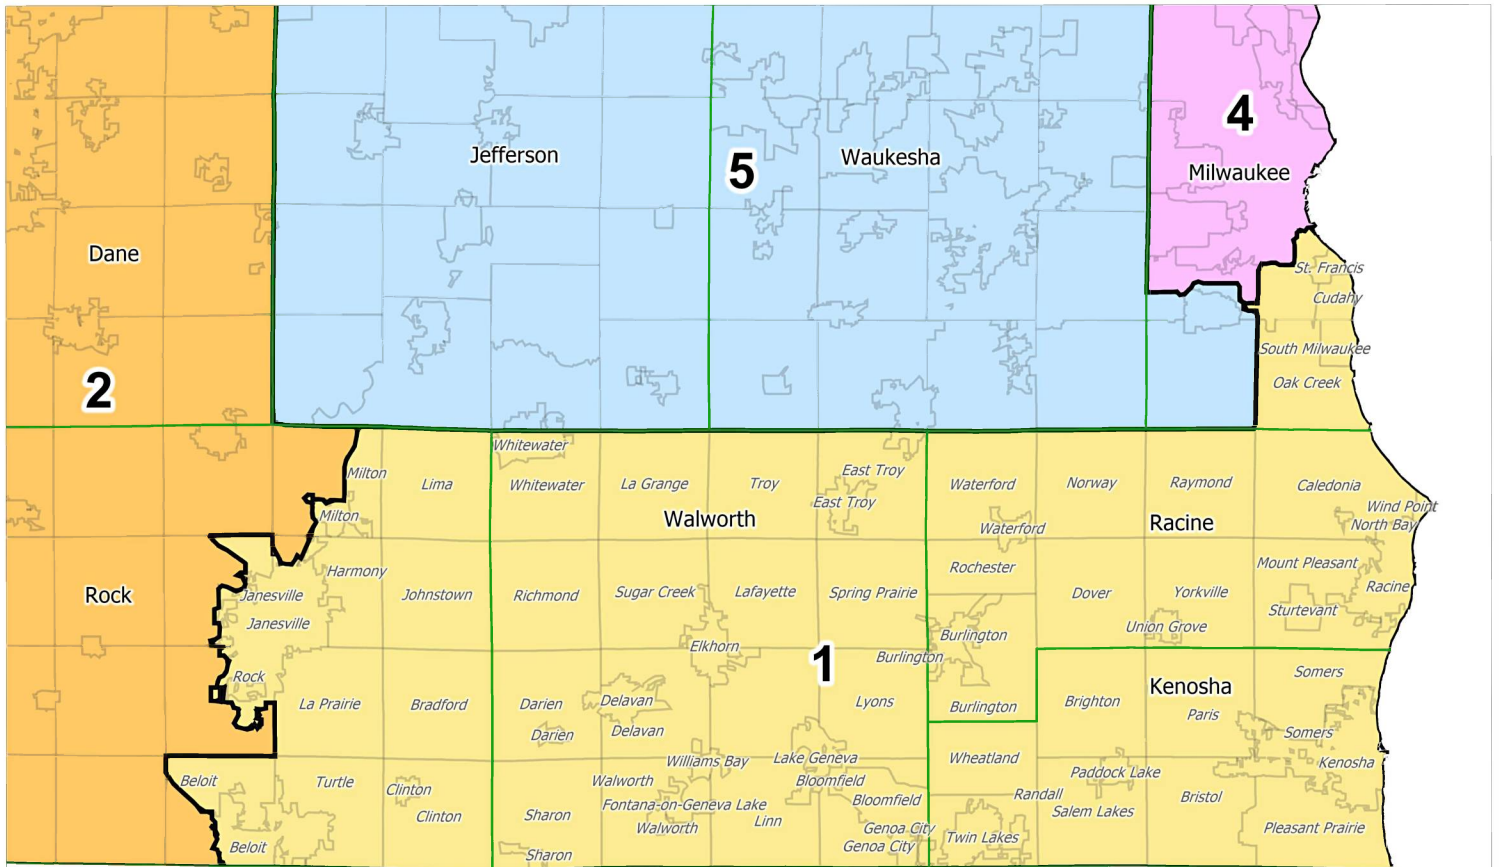 4
Jefferson
Waukesha
5
Milwaukee
Dane
St. Francis
Cudahy
South Milwaukee
Oak Creek
2
Whitewater
Milton
Lima
Whitewater
La Grange
Troy
East Troy
East Troy
Waterford
Norway
Raymond
Caledonia
Wind Point
North Bay
Milton
Walworth
Waterford
Racine
Harmony
Rochester
Mount Pleasant
Rock
Janesville
Johnstown
Richmond
Sugar Creek
Lafayette
Spring Prairie
Dover
Yorkville
Racine
Sturtevant
Janesville
Union Grove
Burlington
Elkhorn
1
Burlington
Rock
Kenosha
Somers
La Prairie
Bradford
Darien
Delavan
Lyons
Burlington
Brighton
Paris
Darien
Delavan
Somers
Williams Bay
Lake Geneva
Wheatland
Kenosha
Beloit
Turtle
Clinton
Walworth
Bloomfield
Paddock Lake
Randall
Bristol
Fontana-on-Geneva Lake
Bloomfield
Salem Lakes
Clinton
Sharon
Linn
Walworth
Genoa City
Pleasant Prairie
Beloit
Genoa City
Twin Lakes
Sharon